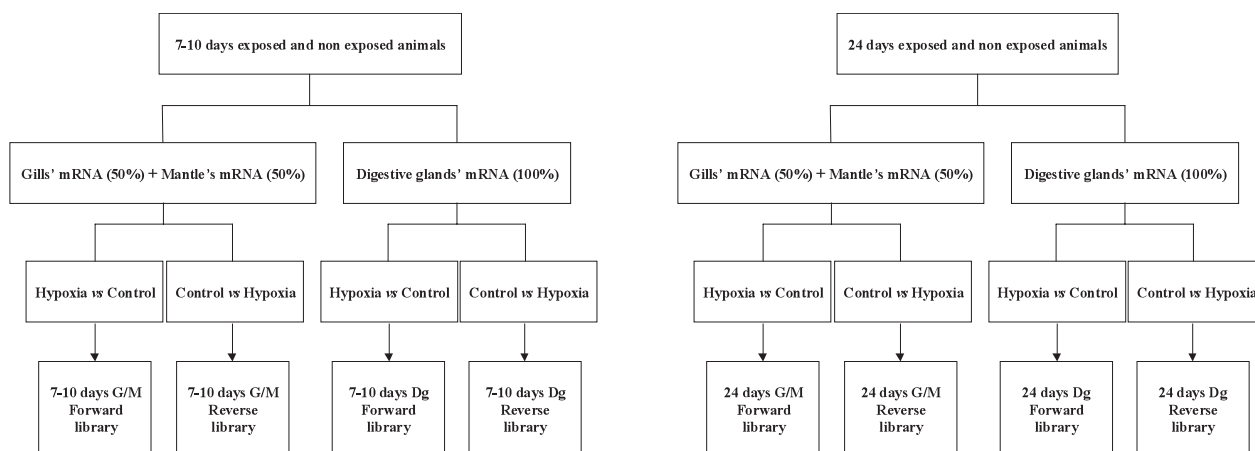 7-10 days exposed and non exposed animals
Gills' mRNA (50%) + Mantle's mRNA (50%)
Digestive glands' mRNA (100%)
Hypoxia vs Control
Control vs Hypoxia
Hypoxia vs Control
Control vs Hypoxia
7-10 days G/M
Forward
library
7-10 days G/M
Reverse
library
7-10 days Dg
Forward
library
7-10 days Dg
Reverse
library
24 days exposed and non exposed animals
Gills' mRNA (50%) + Mantle's mRNA (50%)
Digestive glands' mRNA (100%)
Hypoxia vs Control
Control vs Hypoxia
Hypoxia vs Control
Control vs Hypoxia
24 days G/M
Forward
library
24 days G/M
Reverse
library
24 days Dg
Forward
library
24 days Dg
Reverse
library